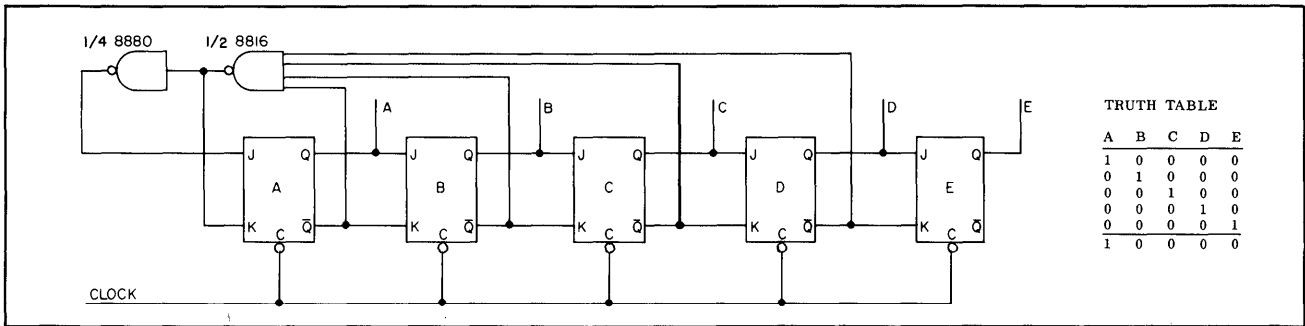 1/4 8880 1/2 8816
A B C D E
J Q J Q J Q J Q J Q
A B C D E
K C Q̅ K C Q̅ K C Q̅ K C Q̅ K C Q̅
CLOCK
TRUTH TABLE
A B C D E
1 0 0 0 0
0 1 0 0 0
0 0 1 0 0
0 0 0 1 0
0 0 0 0 1
1 0 0 0 0